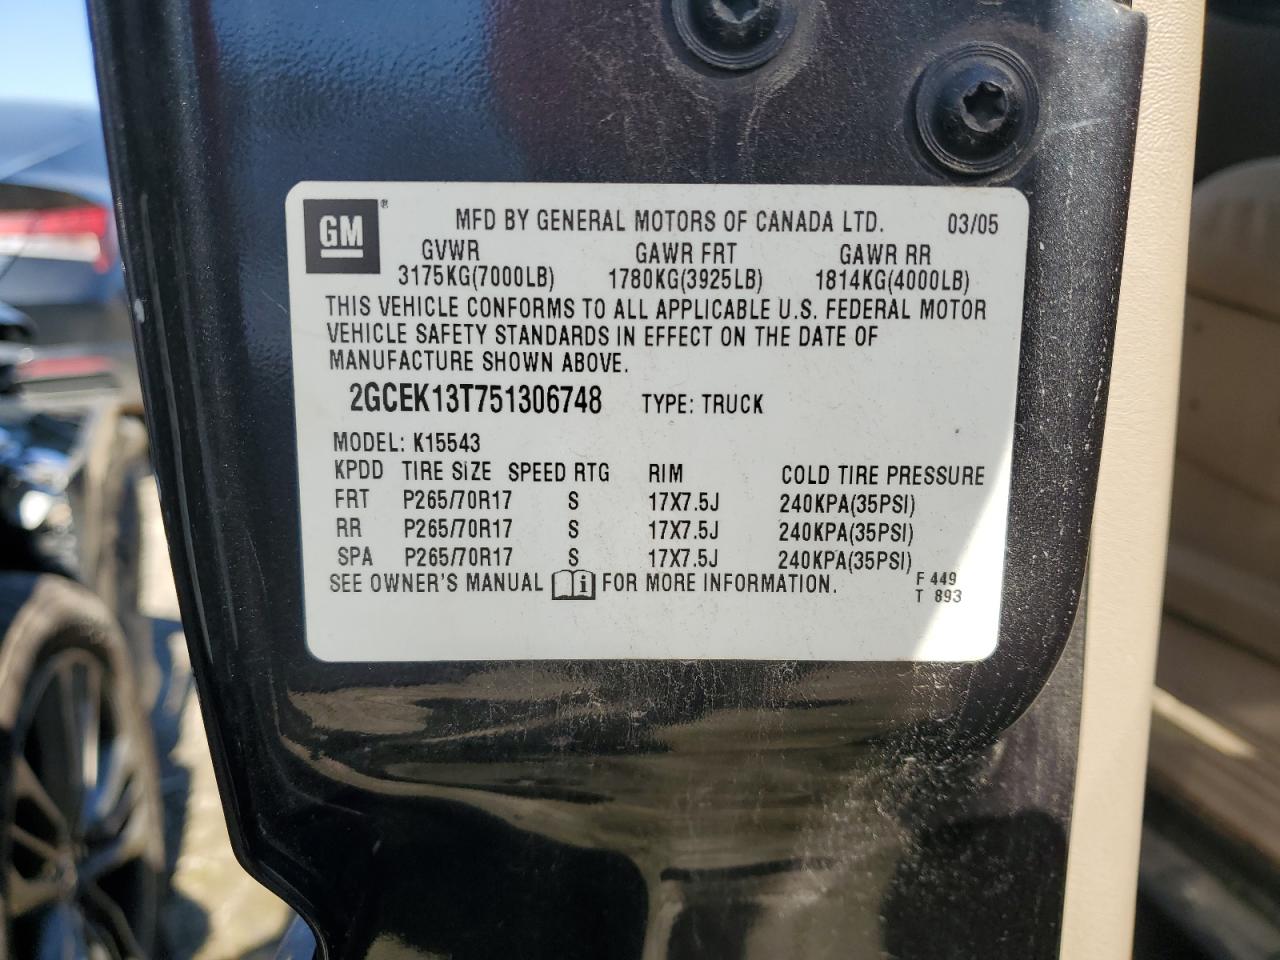 GM ® MFD BY GENERAL MOTORS OF CANADA LTD. 03/05
GVWR GAWR FRT GAWR RR
3175KG(7000LB) 1780KG(3925LB) 1814KG(4000LB)
THIS VEHICLE CONFORMS TO ALL APPLICABLE U.S. FEDERAL MOTOR
VEHICLE SAFETY STANDARDS IN EFFECT ON THE DATE OF
MANUFACTURE SHOWN ABOVE.
2GCEK13T751306748 TYPE: TRUCK
MODEL: K15543
KPDD TIRE SIZE SPEED RTG RIM COLD TIRE PRESSURE
FRT P265/70R17 S 17X7.5J 240KPA(35PSI)
RR P265/70R17 S 17X7.5J 240KPA(35PSI)
SPA P265/70R17 S 17X7.5J 240KPA(35PSI)
SEE OWNER'S MANUAL i FOR MORE INFORMATION. F 449
T 893